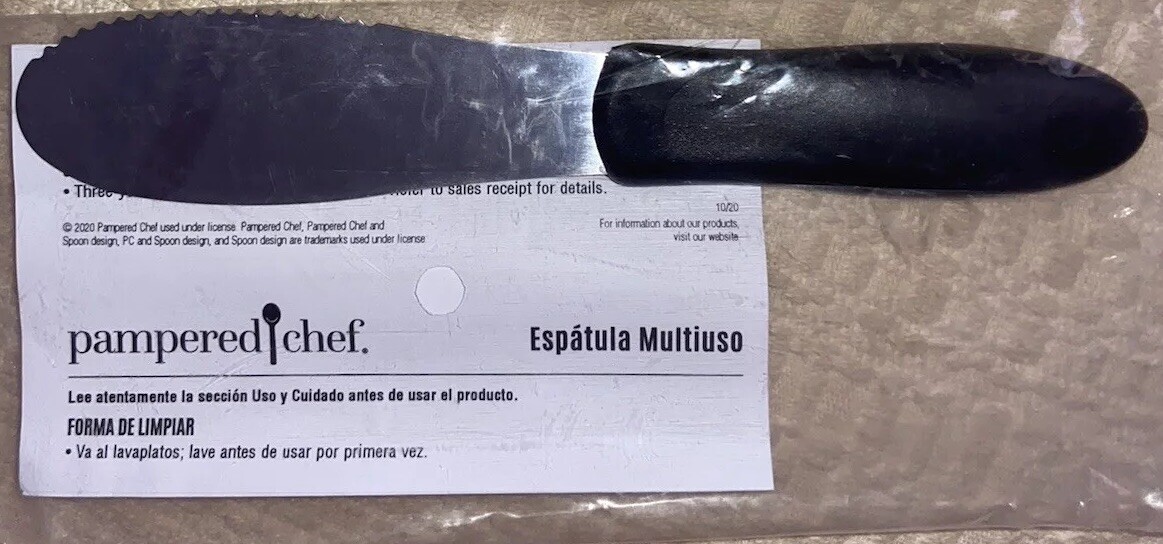 • Three to sales receipt for details.
© 2020 Pampered Chef used under license. Pampered Chef, Pampered Chef and
Spoon design, PC and Spoon design, and Spoon design are trademarks used under license
10/20
For information about our products,
visit our website
pampered chef.
Espátula Multiuso
Lee atentamente la sección Uso y Cuidado antes de usar el producto.
FORMA DE LIMPIAR
• Va al lavaplatos; lave antes de usar por primera vez.